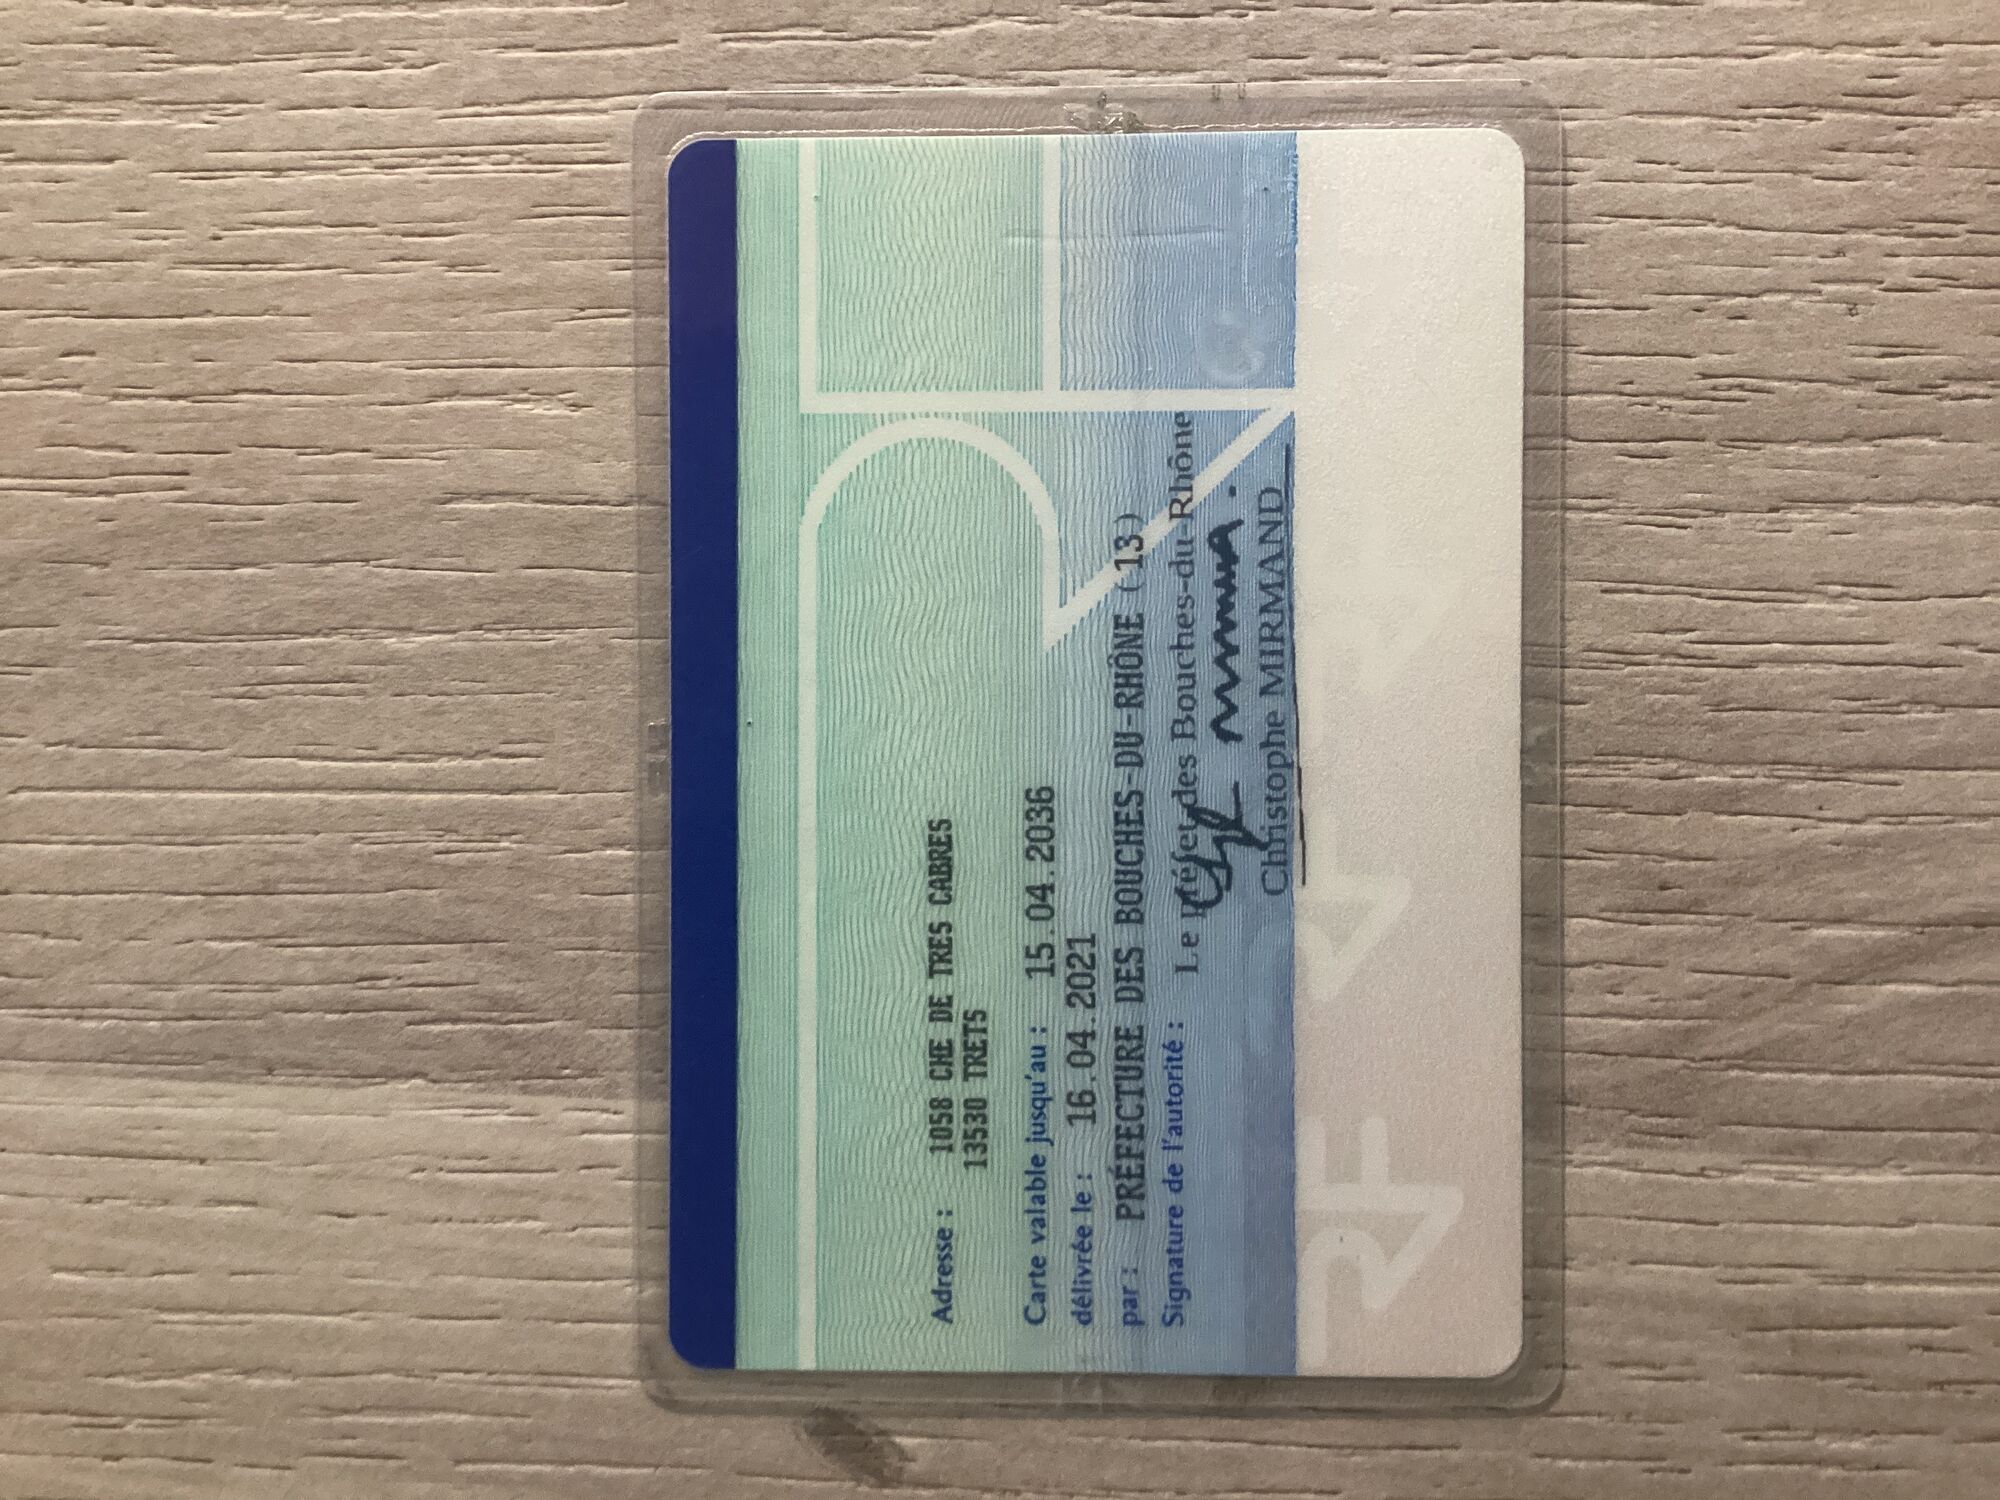 Adresse : 1058 CHE DE TRES CABRES
13530 TRETS
Carte valable jusqu'au : 15.04.2036
délivrée le : 16.04.2021
par : PRÉFECTURE DES BOUCHES-DU-RHÔNE (13)
Signature de l'autorité : Le Préfet des Bouches-du-Rhône
Christophe MIRMAND
RF